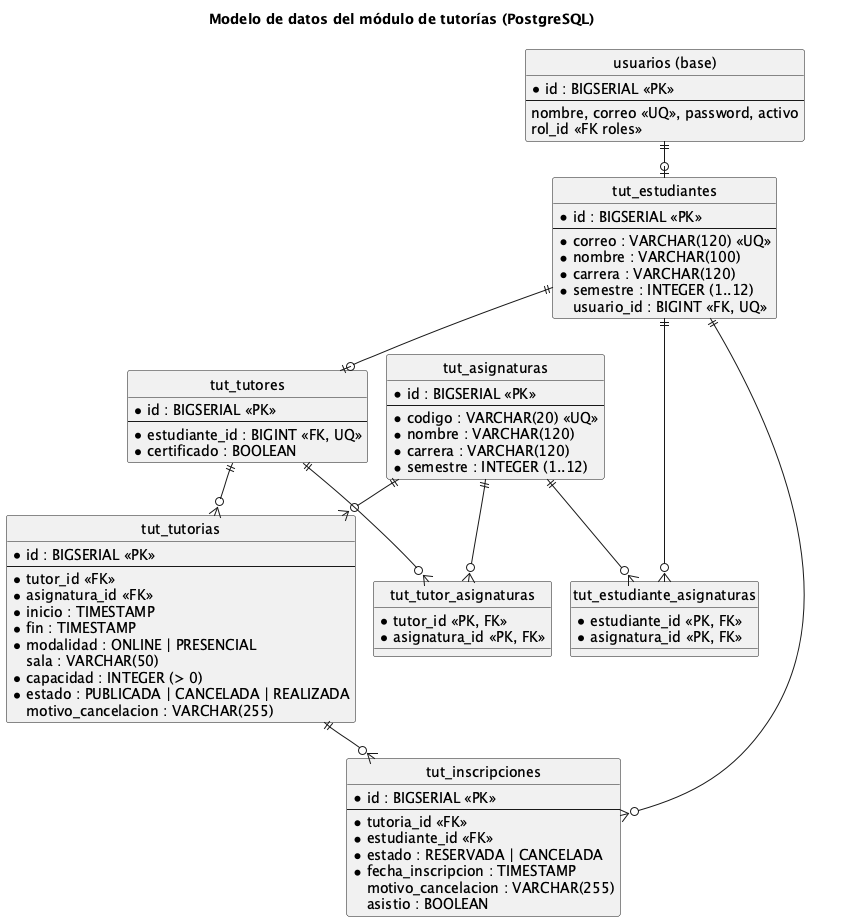 Modelo de datos del módulo de tutorías (PostgreSQL)
usuarios (base)
id : BIGSERIAL «PK»
nombre, correo «UQ», password, activo
rol_id «FK roles»
tut_estudiantes
id : BIGSERIAL «PK»
correo : VARCHAR(120) «UQ»
nombre : VARCHAR(100)
carrera : VARCHAR(120)
semestre : INTEGER (1..12)
usuario_id : BIGINT «FK, UQ»
tut_tutores
id : BIGSERIAL «PK»
estudiante_id : BIGINT «FK, UQ»
certificado : BOOLEAN
tut_asignaturas
id : BIGSERIAL «PK»
codigo : VARCHAR(20) «UQ»
nombre : VARCHAR(120)
carrera : VARCHAR(120)
semestre : INTEGER (1..12)
tut_tutorias
id : BIGSERIAL «PK»
tutor_id «FK»
asignatura_id «FK»
inicio : TIMESTAMP
fin : TIMESTAMP
modalidad : ONLINE | PRESENCIAL
sala : VARCHAR(50)
capacidad : INTEGER (> 0)
estado : PUBLICADA | CANCELADA | REALIZADA
motivo_cancelacion : VARCHAR(255)
tut_tutor_asignaturas
tutor_id «PK, FK»
asignatura_id «PK, FK»
tut_estudiante_asignaturas
estudiante_id «PK, FK»
asignatura_id «PK, FK»
tut_inscripciones
id : BIGSERIAL «PK»
tutoria_id «FK»
estudiante_id «FK»
estado : RESERVADA | CANCELADA
fecha_inscripcion : TIMESTAMP
motivo_cancelacion : VARCHAR(255)
asistio : BOOLEAN